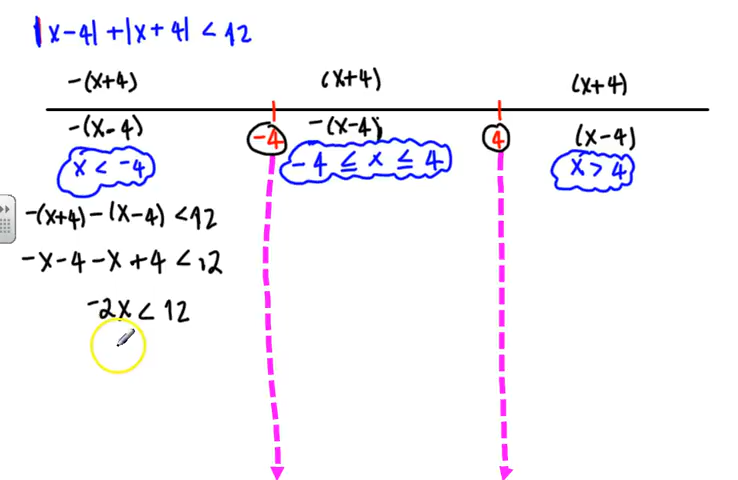 |x-4| + |x+4| < 12
-(x+4) (x+4) (x+4)
-(x-4) -4 -(x-4) 4 (x-4)
x < -4 -4 ≤ x ≤ 4 x > 4
-(x+4) - (x-4) < 12
-x-4-x+4 < 12
-2x < 12